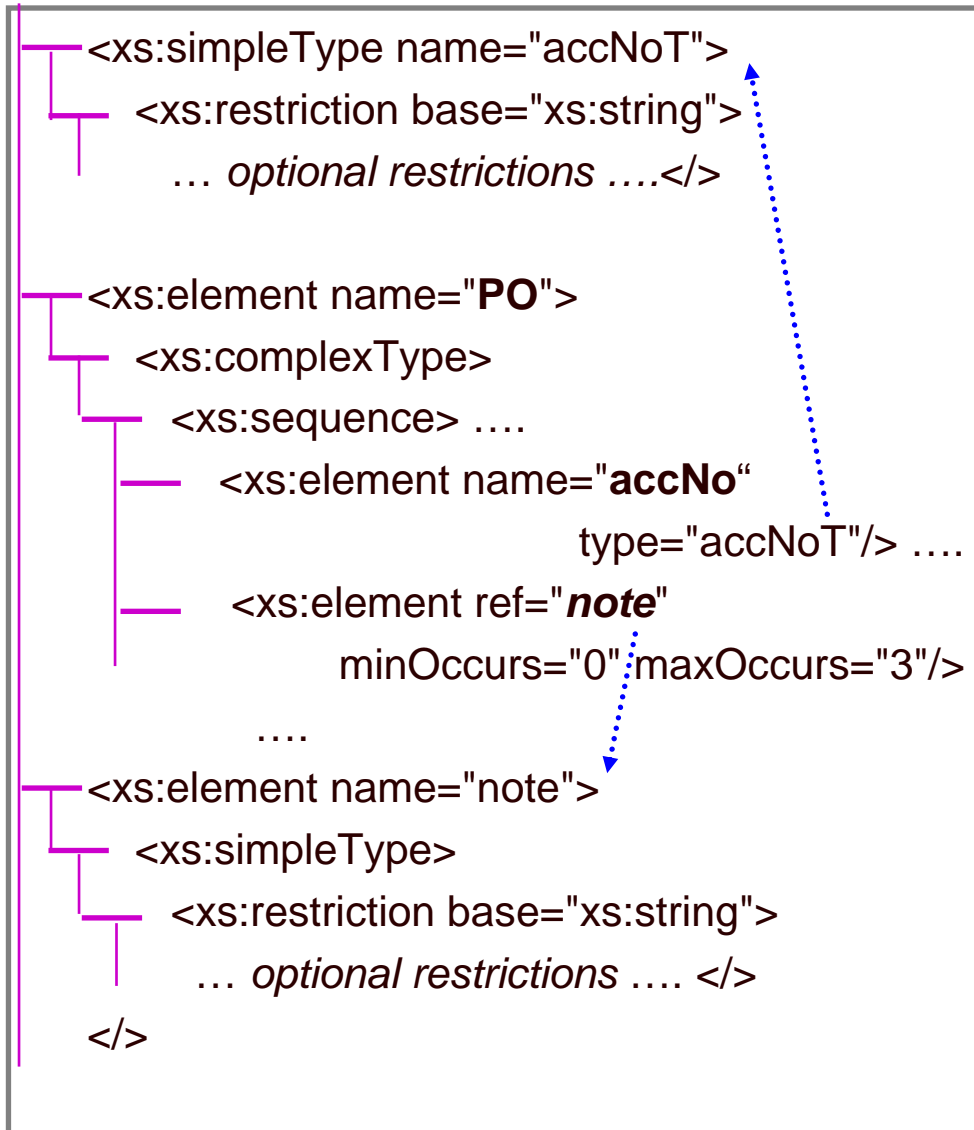 <xs:simpleType name="accNoT">
<xs:restriction base="xs:string">
… optional restrictions ….</>
<xs:element name="PO">
<xs:complexType>
<xs:sequence> ….
<xs:element name="accNo“
type="accNoT"/> ….
<xs:element ref="note"
minOccurs="0" maxOccurs="3"/>
….
<xs:element name="note">
<xs:simpleType>
<xs:restriction base="xs:string">
… optional restrictions …. </>
</>